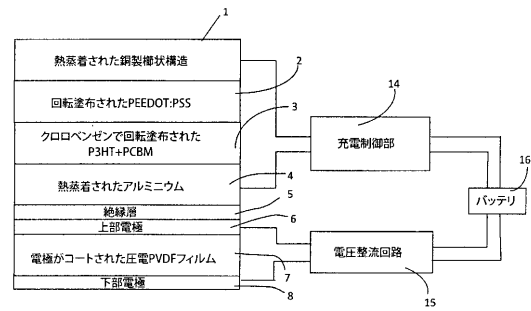 1
熱蒸着された銅製櫛状構造
2
回転塗布されたPEEDOT:PSS
3
クロロベンゼンで回転塗布された
P3HT+PCBM
4
熱蒸着されたアルミニウム
5
絶縁層
6
上部電極
電極がコートされた圧電PVDFフィルム
7
下部電極
8
14
充電制御部
16
バッテリ
電圧整流回路
15